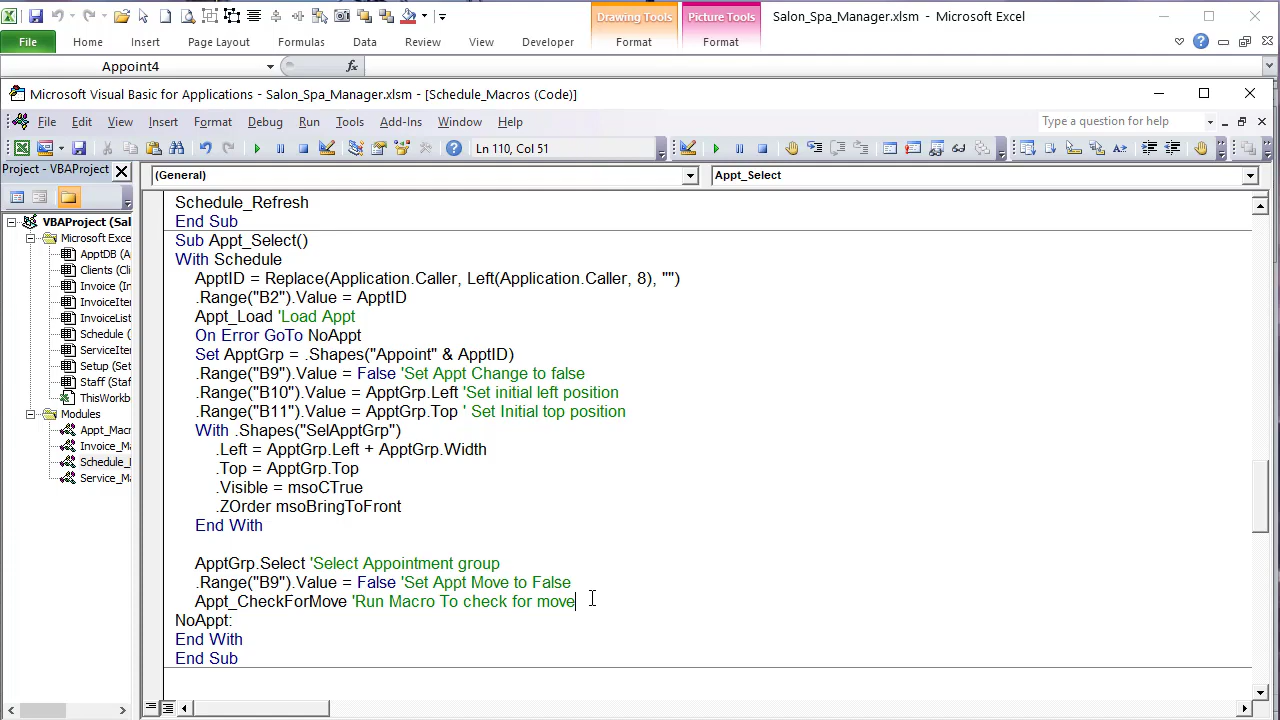 Drawing Tools
Picture Tools
Salon_Spa_Manager.xlsm - Microsoft Excel
File
Home
Insert
Page Layout
Formulas
Data
Review
View
Developer
Format
Format
Appoint4
fx
Microsoft Visual Basic for Applications - Salon_Spa_Manager.xlsm - [Schedule_Macros (Code)]
File
Edit
View
Insert
Format
Debug
Run
Tools
Add-Ins
Window
Help
Type a question for help
Ln 110, Col 51
Project - VBAProject
(General)
Appt_Select
VBAProject (Sal
Microsoft Exce
ApptDB (Ap
Clients (Cli
Invoice (In
InvoiceIter
InvoiceList
Schedule (
ServiceIter
Setup (Set
Staff (Staf
ThisWorkb
Modules
Appt_Macr
Invoice_Ma
Schedule_I
Service_Ma
Schedule_Refresh
End Sub
Sub Appt_Select()
With Schedule
ApptID = Replace(Application.Caller, Left(Application.Caller, 8), "")
.Range("B2").Value = ApptID
Appt_Load 'Load Appt
On Error GoTo NoAppt
Set ApptGrp = .Shapes("Appoint" & ApptID)
.Range("B9").Value = False 'Set Appt Change to false
.Range("B10").Value = ApptGrp.Left 'Set initial left position
.Range("B11").Value = ApptGrp.Top ' Set Initial top position
With .Shapes("SelApptGrp")
.Left = ApptGrp.Left + ApptGrp.Width
.Top = ApptGrp.Top
.Visible = msoCTrue
.ZOrder msoBringToFront
End With
ApptGrp.Select 'Select Appointment group
.Range("B9").Value = False 'Set Appt Move to False
Appt_CheckForMove 'Run Macro To check for move
NoAppt:
End With
End Sub